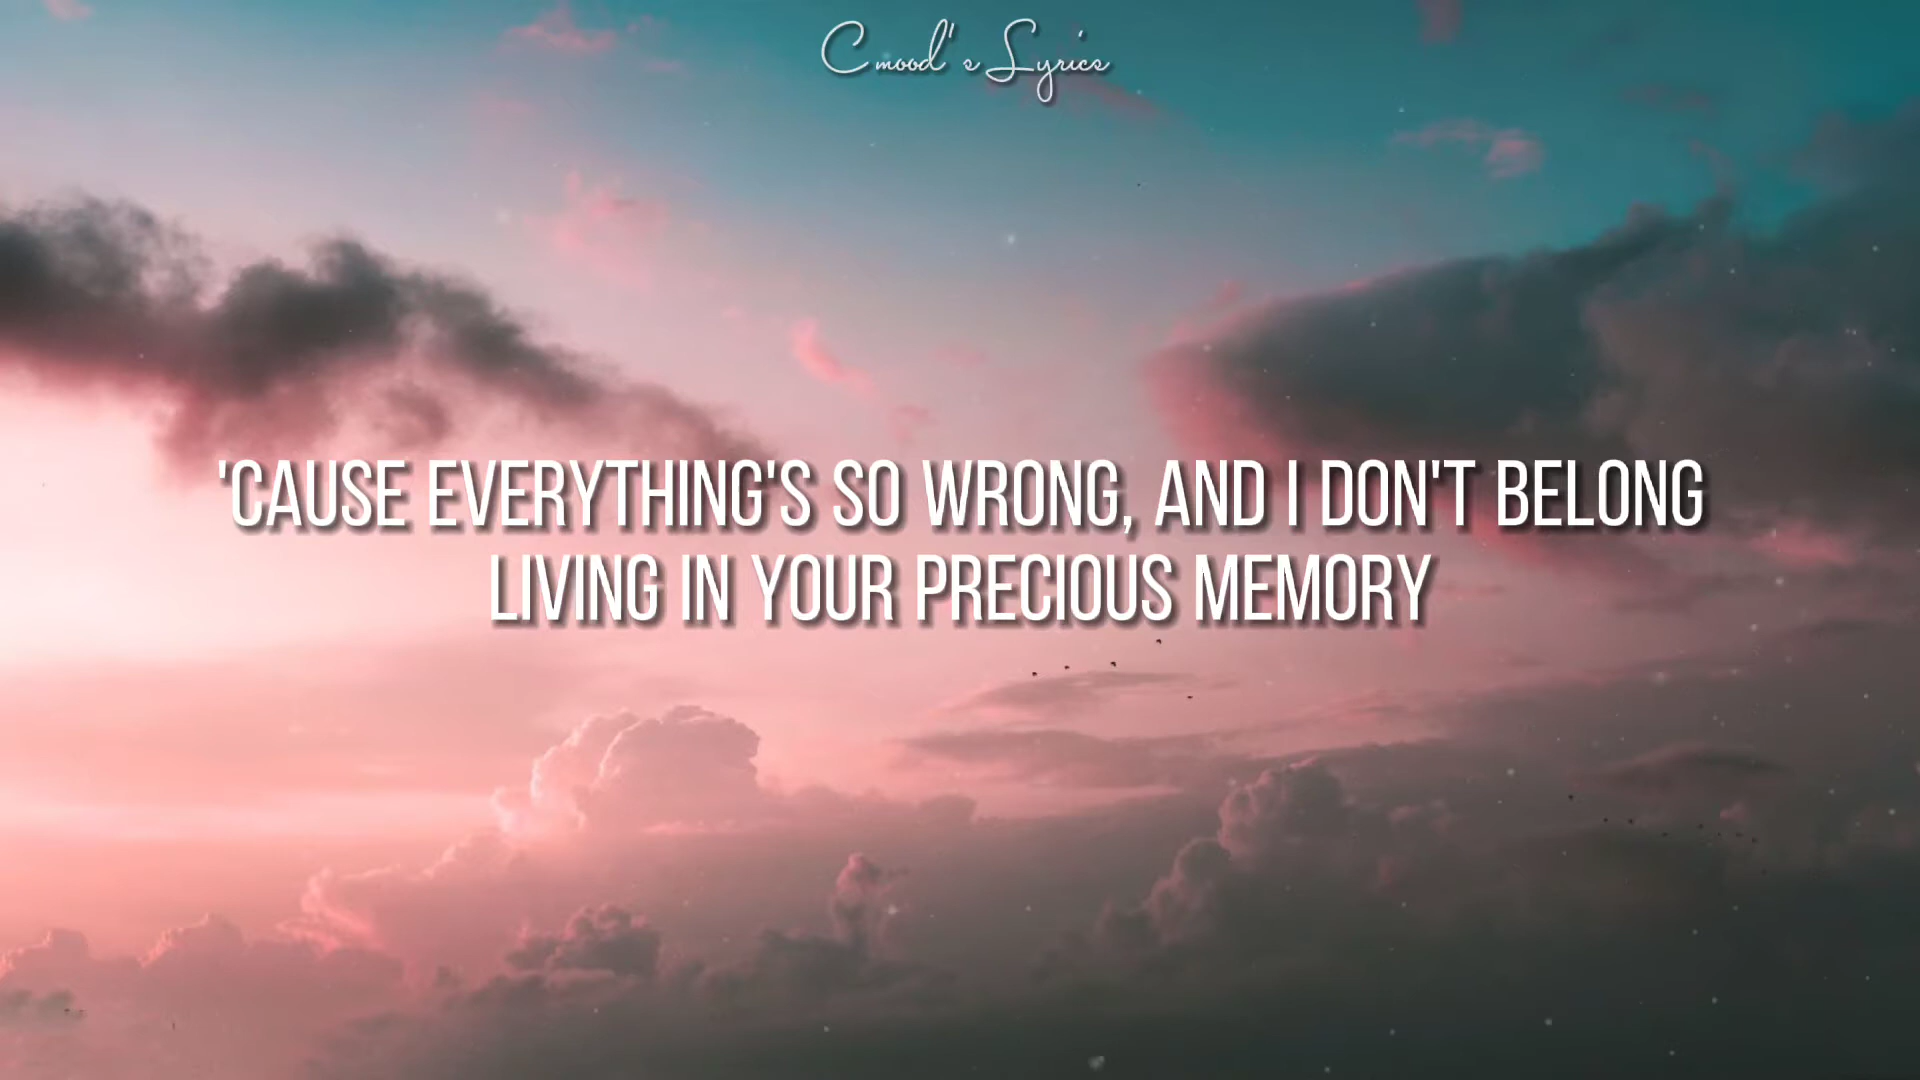 Cmood's Lyrics
'CAUSE EVERYTHING'S SO WRONG, AND I DON'T BELONG
LIVING IN YOUR PRECIOUS MEMORY